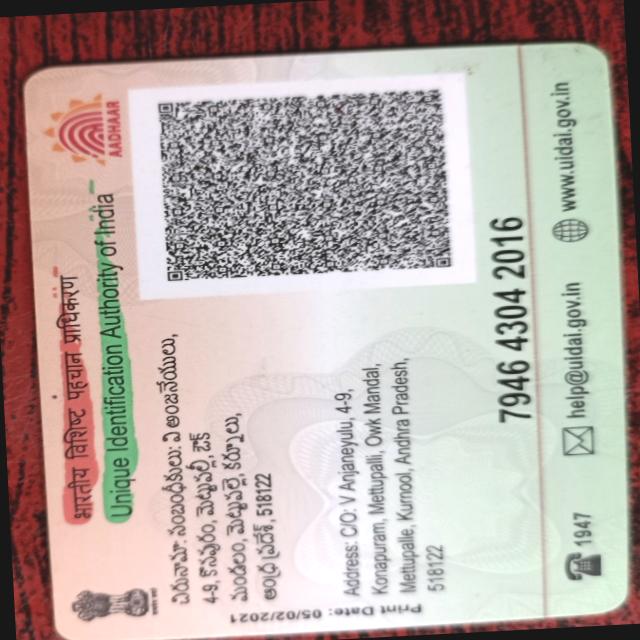 भारतीय विशिष्ट पहचान प्राधिकरण
Unique Identification Authority of India
AADHAAR
చిరునామా: సంబంధీకులు: వి ఆంజనేయులు,
4-9, కొనపురం, మెట్టుపల్లి, ఔక్
మండలం, మెట్టుపల్లె, కర్నూలు,
ఆంధ్ర ప్రదేశ్, 518122
Address: C/O: V Anjaneyulu, 4-9,
Konapuram, Mettupalli, Owk Mandal,
Mettupalle, Kurnool, Andhra Pradesh,
518122
Print Date: 05/02/2021
7946 4304 2016
1947
help@uidai.gov.in
www.uidai.gov.in